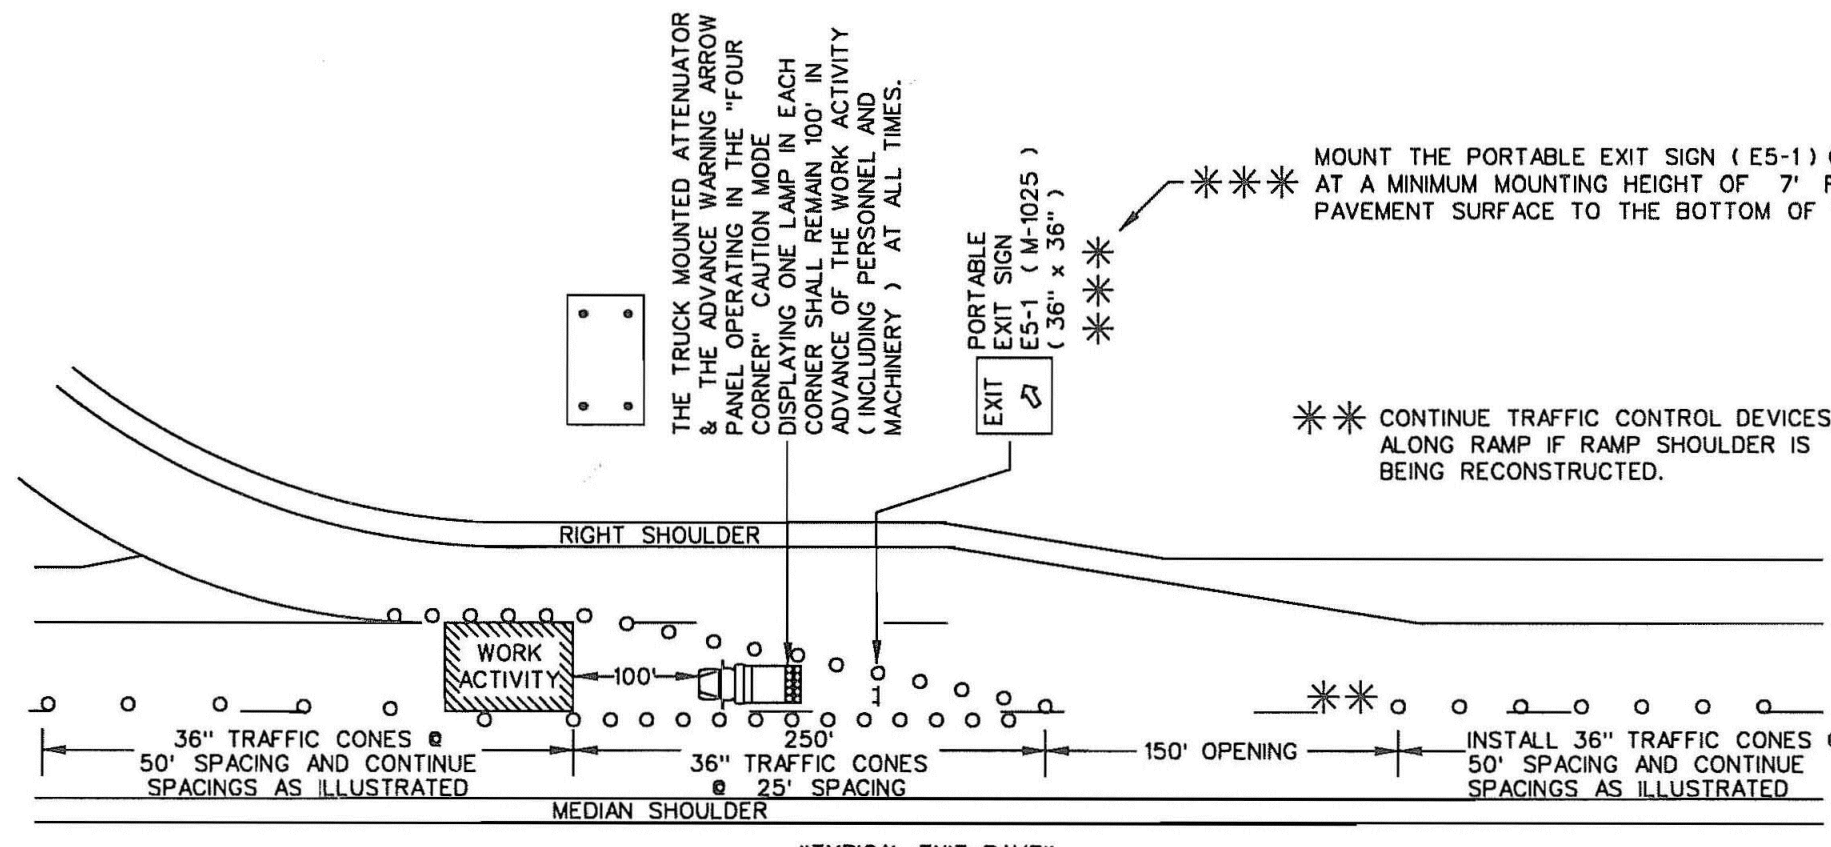 THE TRUCK MOUNTED ATTENUATOR
& THE ADVANCE WARNING ARROW
PANEL OPERATING IN THE "FOUR
CORNER" CAUTION MODE
DISPLAYING ONE LAMP IN EACH
CORNER SHALL REMAIN 100' IN
ADVANCE OF THE WORK ACTIVITY
( INCLUDING PERSONNEL AND
MACHINERY ) AT ALL TIMES.
PORTABLE
EXIT SIGN
E5-1 ( M-1025 )
( 36" x 36" )
EXIT
MOUNT THE PORTABLE EXIT SIGN ( E5-1 )
AT A MINIMUM MOUNTING HEIGHT OF 7'
PAVEMENT SURFACE TO THE BOTTOM OF
CONTINUE TRAFFIC CONTROL DEVICES
ALONG RAMP IF RAMP SHOULDER IS
BEING RECONSTRUCTED.
RIGHT SHOULDER
WORK
ACTIVITY
100'
36" TRAFFIC CONES @
50' SPACING AND CONTINUE
SPACINGS AS ILLUSTRATED
250'
36" TRAFFIC CONES
@ 25' SPACING
150' OPENING
INSTALL 36" TRAFFIC CONES @
50' SPACING AND CONTINUE
SPACINGS AS ILLUSTRATED
MEDIAN SHOULDER